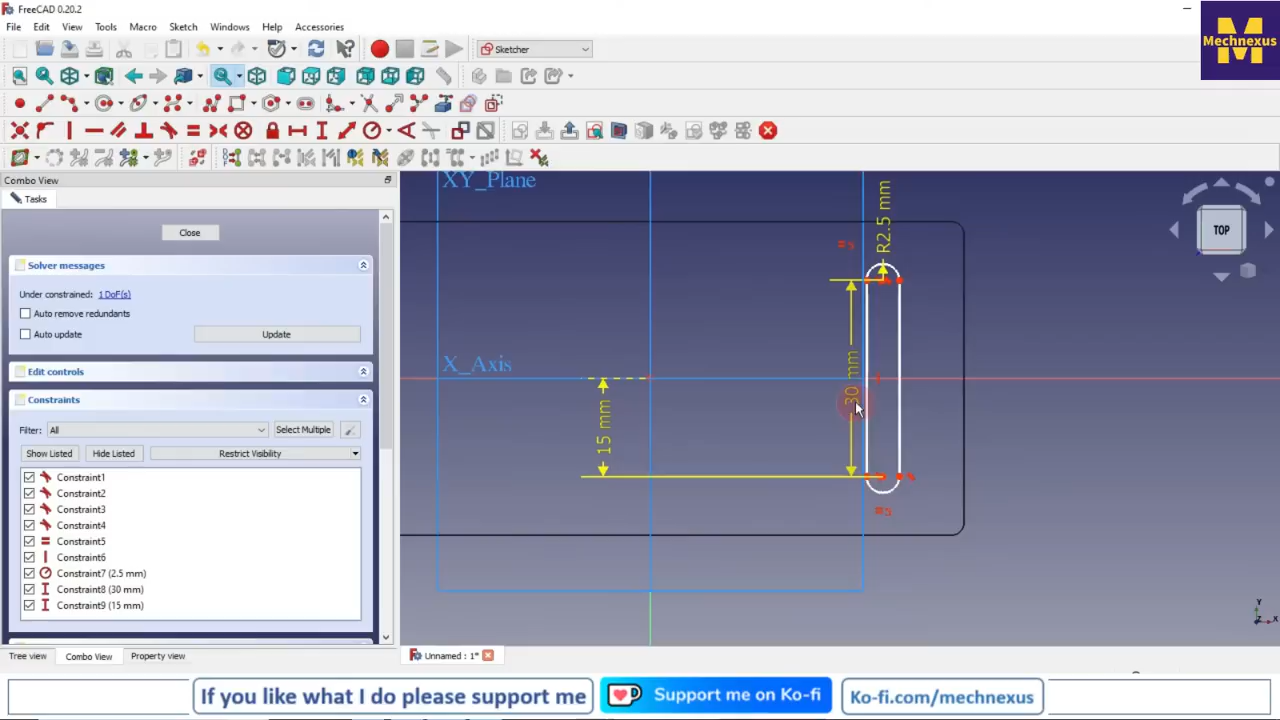 FreeCAD 0.20.2
File Edit View Tools Macro Sketch Windows Help Accessories
Mechnexus
Sketcher
Combo View
Tasks
Close
Solver messages
Under constrained: 1 DoF(s)
Auto remove redundants
Auto update
Update
Edit controls
Constraints
Filter: All
Select Multiple
Show Listed
Hide Listed
Restrict Visibility
Constraint1
Constraint2
Constraint3
Constraint4
Constraint5
Constraint6
Constraint7 (2.5 mm)
Constraint8 (30 mm)
Constraint9 (15 mm)
XY_Plane
X_Axis
R2.5 mm
30 mm
15 mm
TOP
Y
Z
X
Tree view
Combo View
Property view
Unnamed : 1*
If you like what I do please support me
Support me on Ko-fi
Ko-fi.com/mechnexus